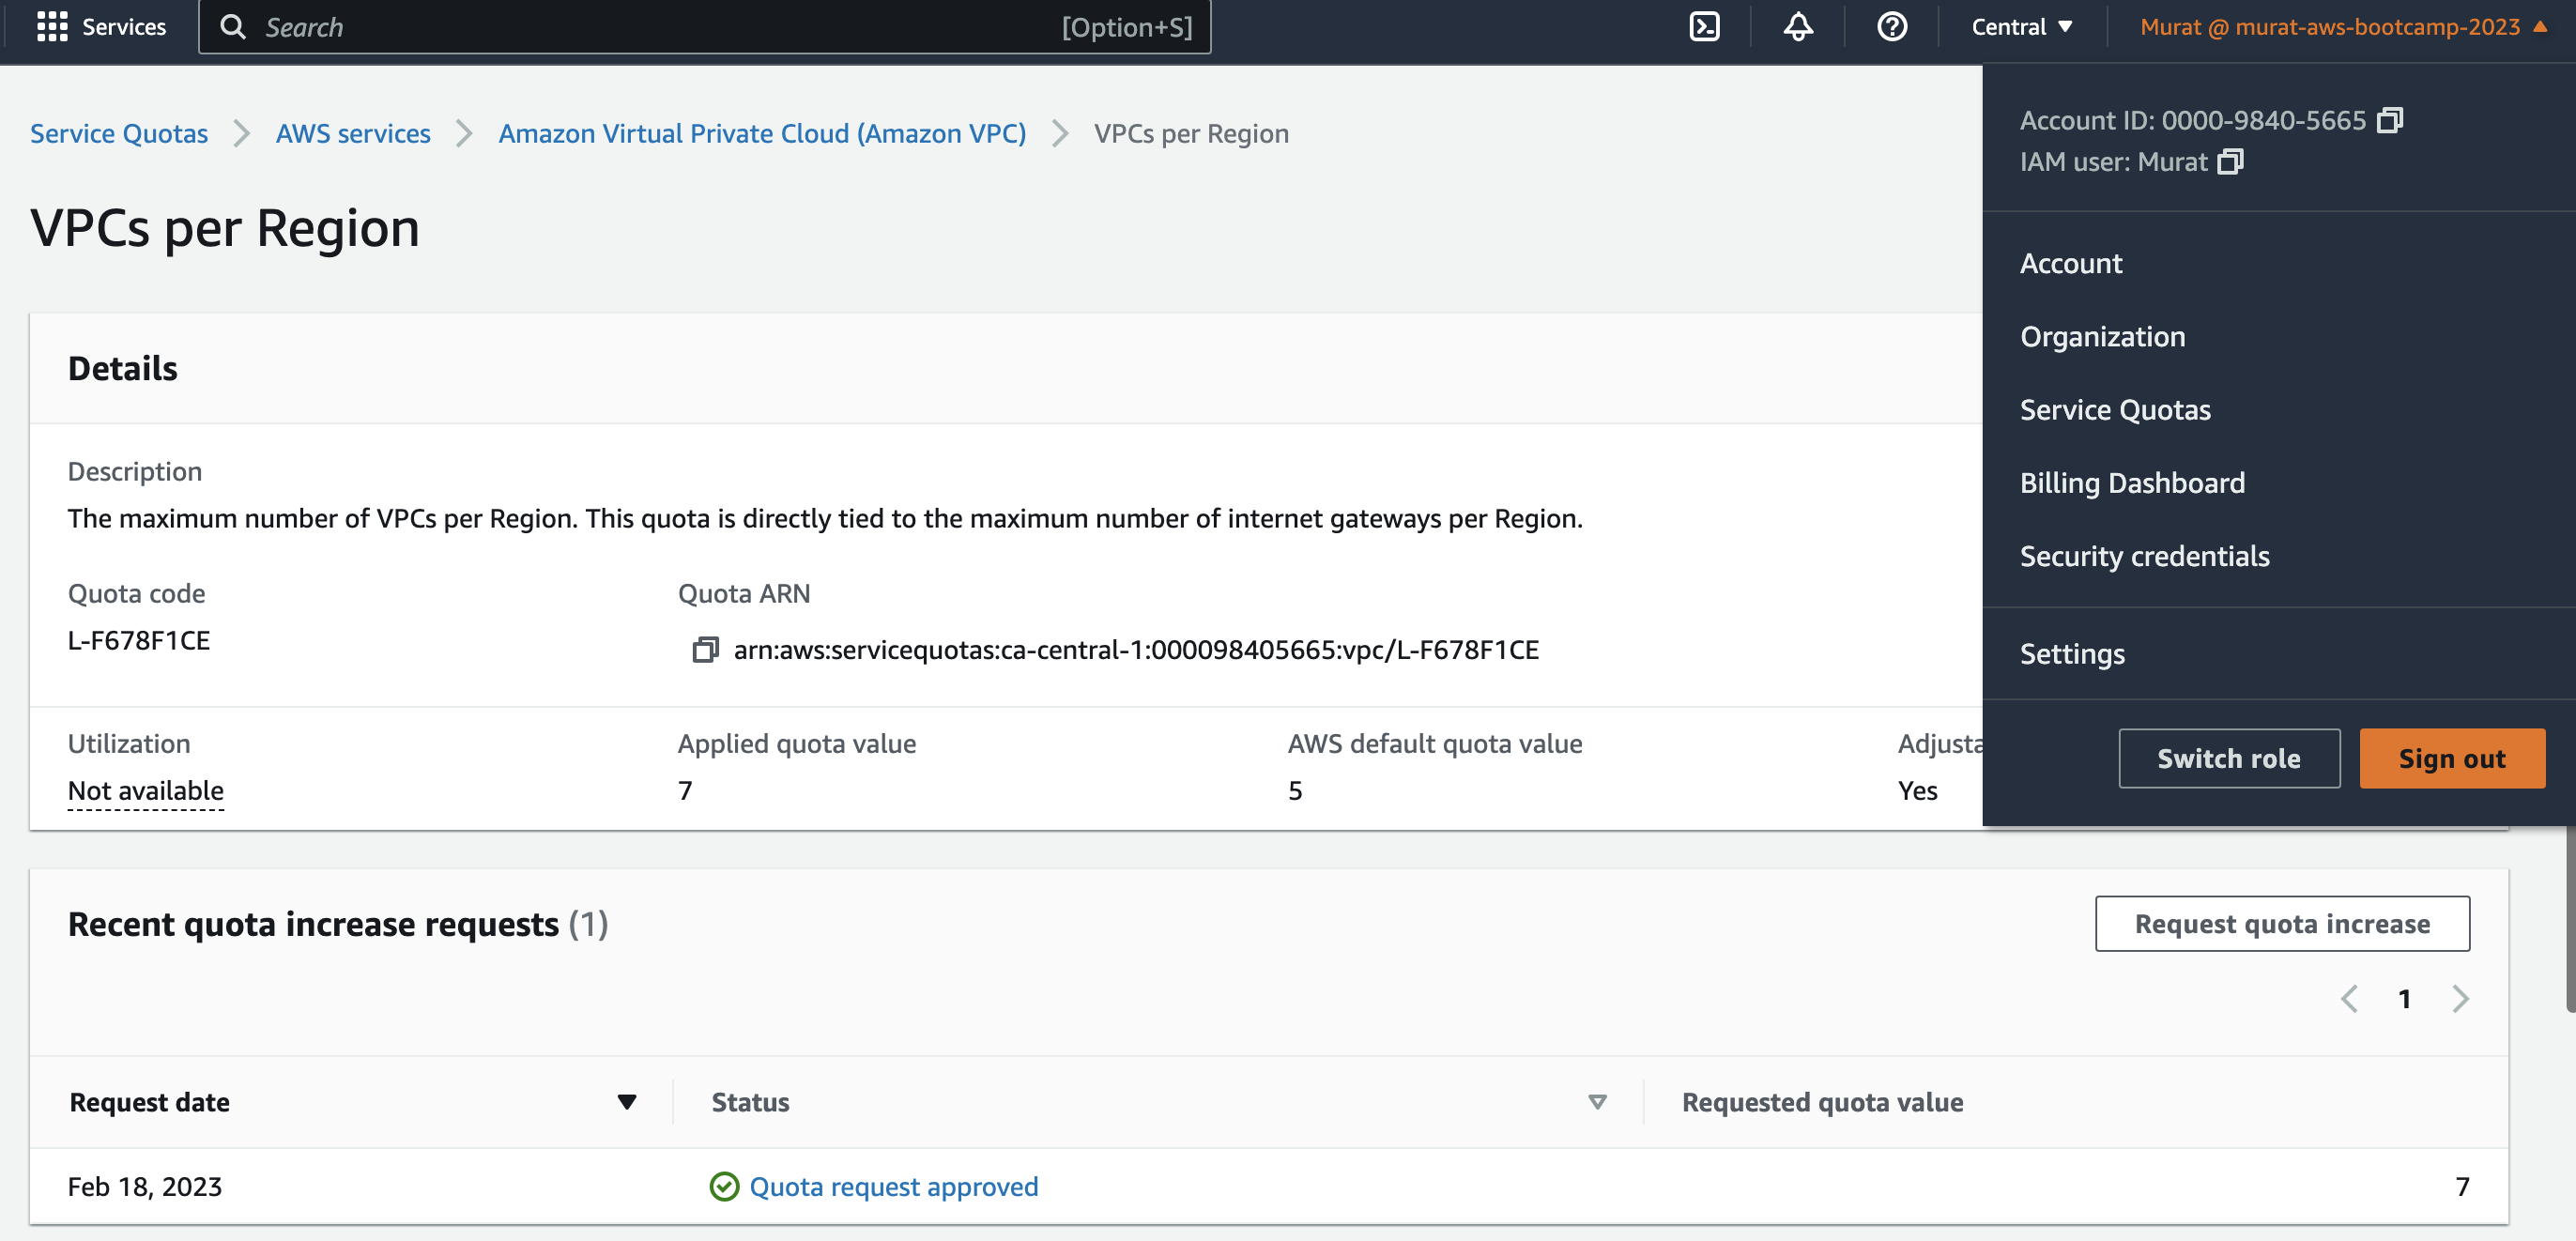 Services
Search [Option+S]
Central
Murat @ murat-aws-bootcamp-2023
Account ID: 0000-9840-5665
IAM user: Murat
Account
Organization
Service Quotas
Billing Dashboard
Security credentials
Settings
Switch role
Sign out
Service Quotas
AWS services
Amazon Virtual Private Cloud (Amazon VPC)
VPCs per Region
VPCs per Region
Details
Description
The maximum number of VPCs per Region. This quota is directly tied to the maximum number of internet gateways per Region.
Quota code
L-F678F1CE
Quota ARN
arn:aws:servicequotas:ca-central-1:000098405665:vpc/L-F678F1CE
Utilization
Not available
Applied quota value
7
AWS default quota value
5
Adjusta
Yes
Recent quota increase requests (1)
Request quota increase
1
Request date
Status
Requested quota value
Feb 18, 2023
Quota request approved
7